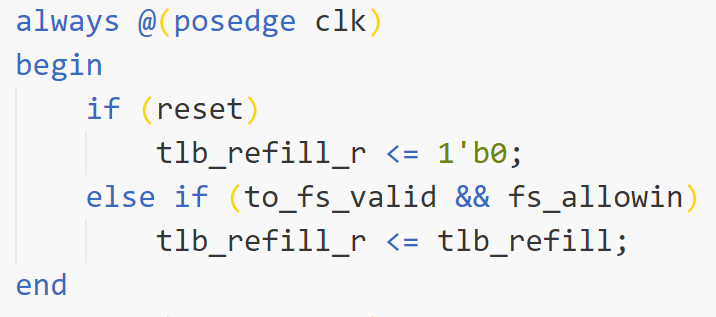 always @(posedge clk)
begin
    if (reset)
        tlb_refill_r <= 1'b0;
    else if (to_fs_valid && fs_allowin)
        tlb_refill_r <= tlb_refill;
end